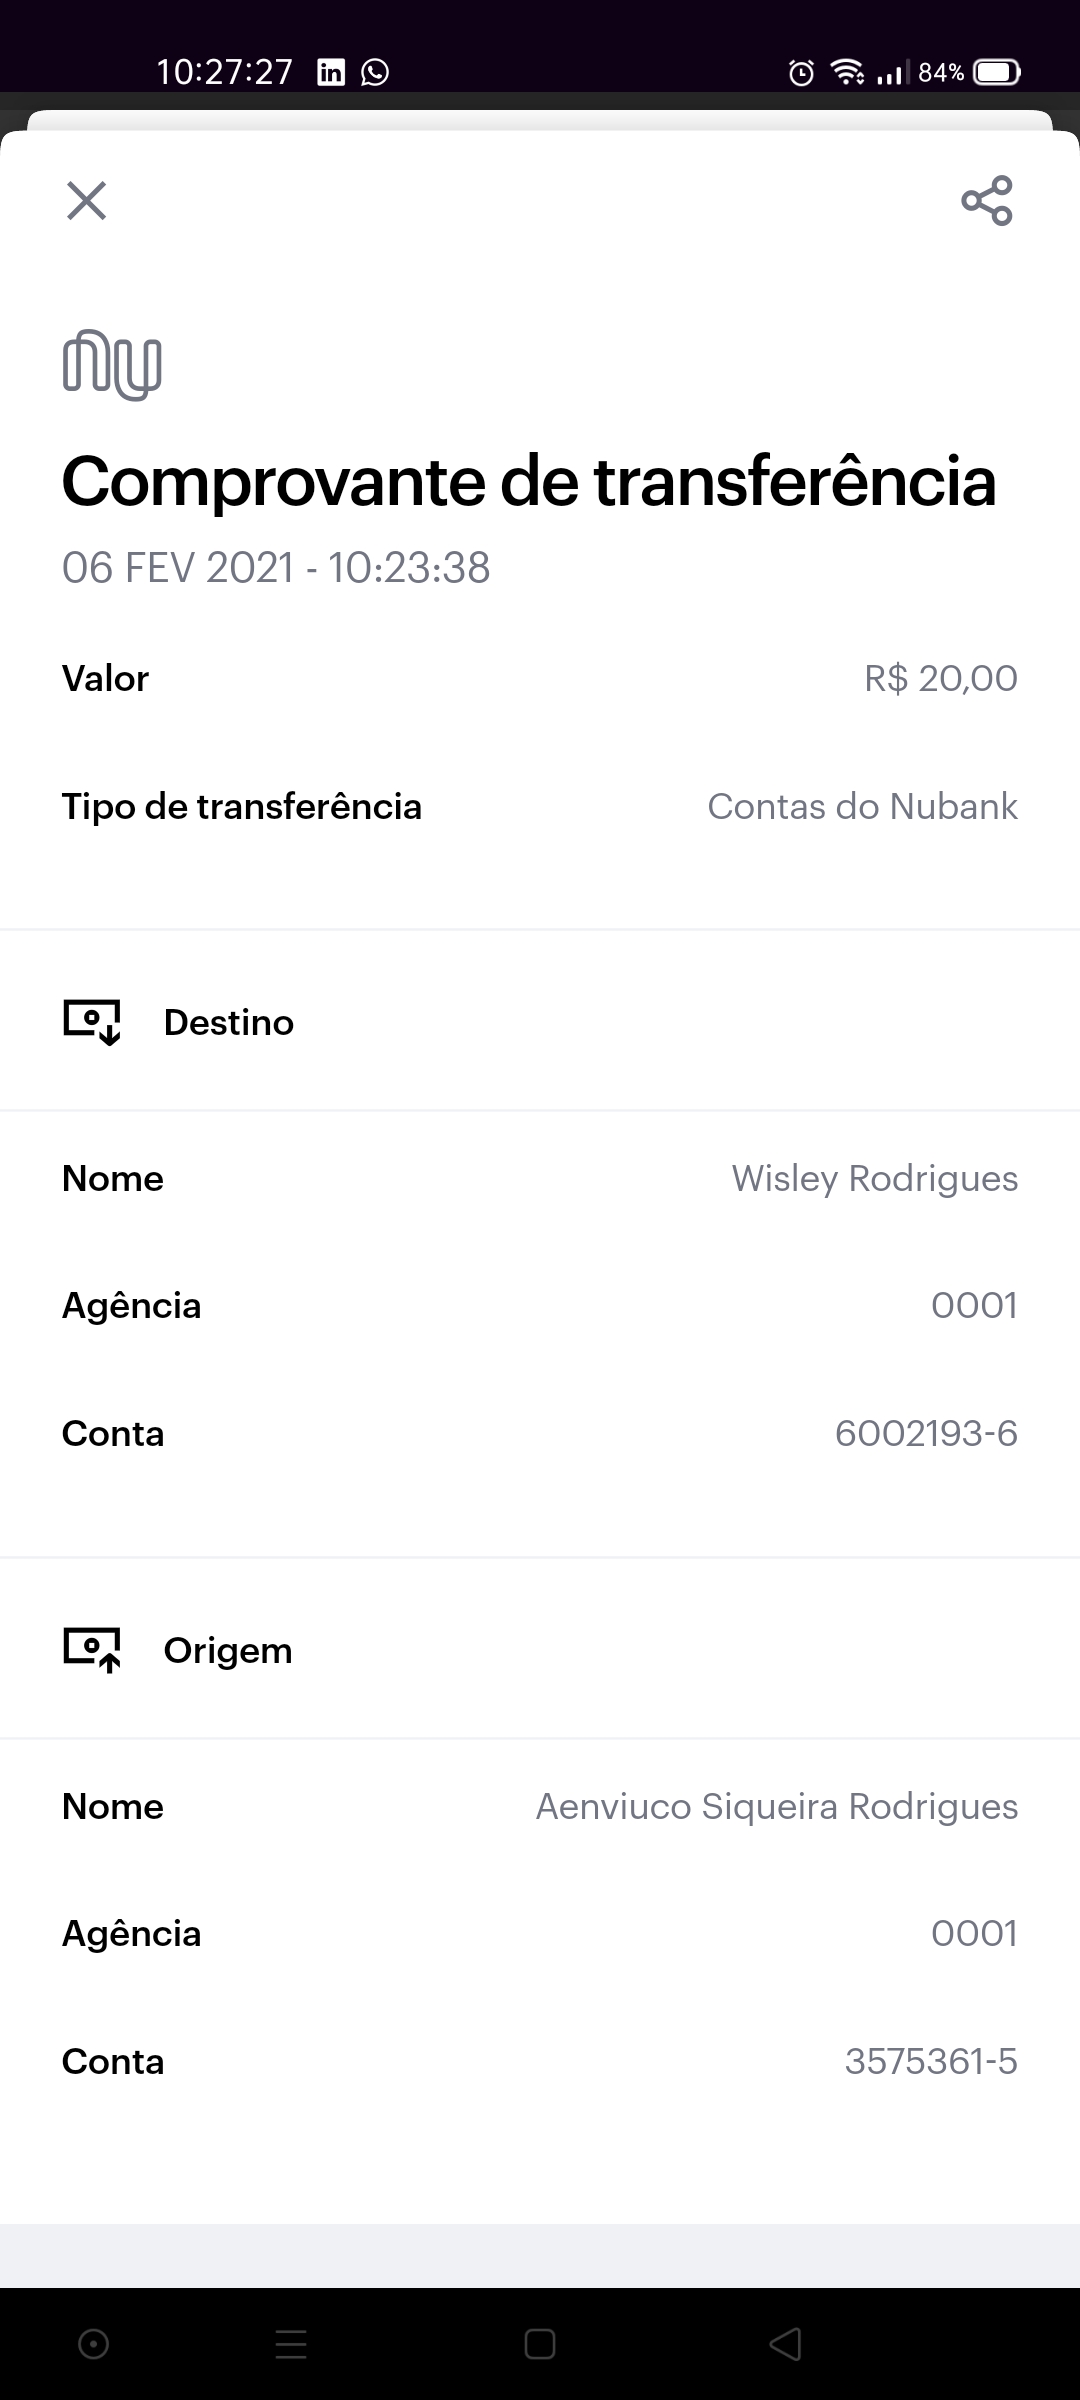 10:27:27 84%
nu
Comprovante de transferência
06 FEV 2021 - 10:23:38
Valor R$ 20,00
Tipo de transferência Contas do Nubank
Destino
Nome Wisley Rodrigues
Agência 0001
Conta 6002193-6
Origem
Nome Aenviuco Siqueira Rodrigues
Agência 0001
Conta 3575361-5